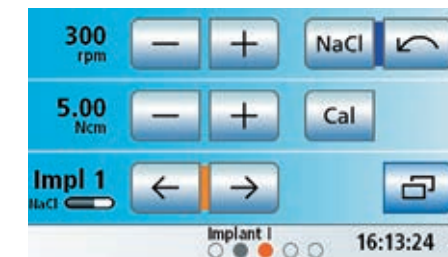 300 rpm − + NaCl
5.00 Ncm − + Cal
Impl 1 ← →
NaCl
Implant I
16:13:24